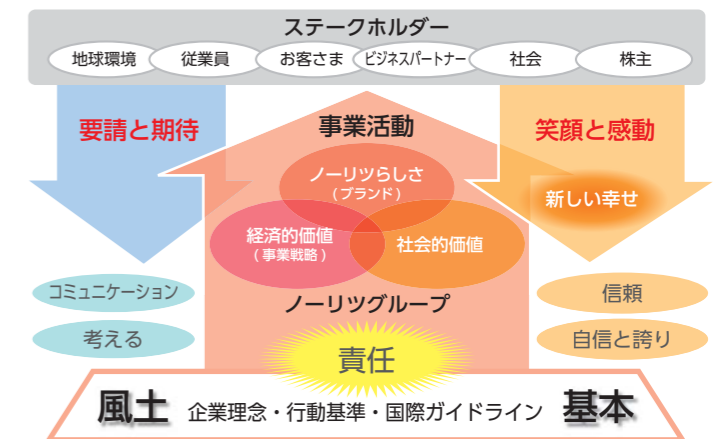 ステークホルダー
地球環境 従業員 お客さま ビジネスパートナー 社会 株主
要請と期待
事業活動
笑顔と感動
ノーリツらしさ
(ブランド)
新しい幸せ
経済的価値
(事業戦略)
社会的価値
コミュニケーション
ノーリツグループ
信頼
考える
責任
自信と誇り
風土 企業理念・行動基準・国際ガイドライン 基本